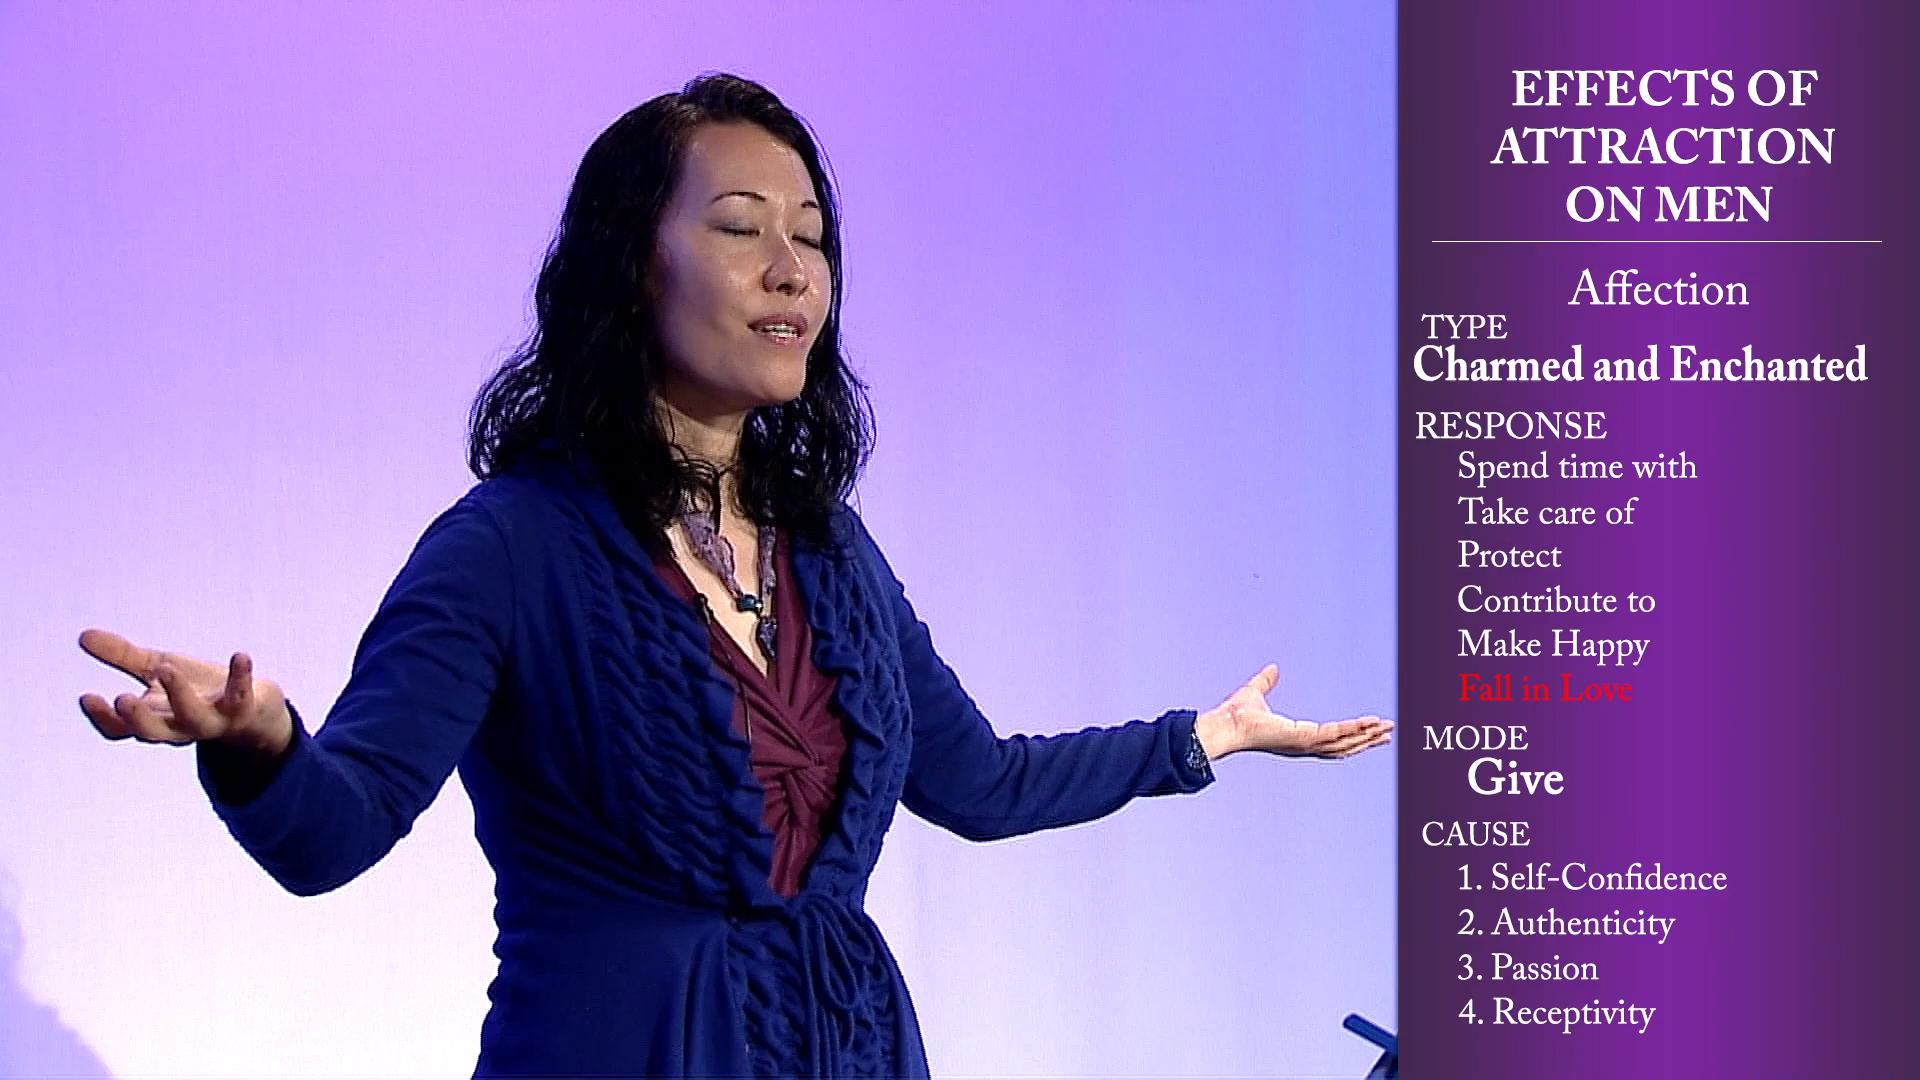 EFFECTS OF
ATTRACTION
ON MEN
Affection
TYPE
Charmed and Enchanted
RESPONSE
Spend time with
Take care of
Protect
Contribute to
Make Happy
Fall in Love
MODE
Give
CAUSE
1. Self-Confidence
2. Authenticity
3. Passion
4. Receptivity